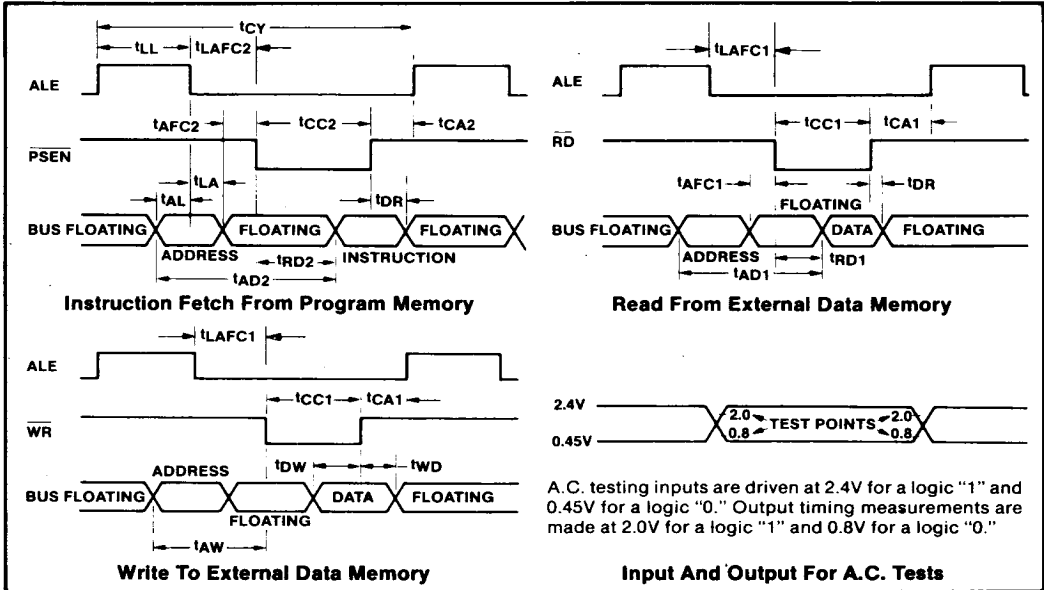 tCY
tLL
tLAFC2
ALE
tAFC2
tCC2
tCA2
PSEN
tLA
tAL
tDR
BUS FLOATING
FLOATING
FLOATING
ADDRESS
tRD2
INSTRUCTION
tAD2
Instruction Fetch From Program Memory
tLAFC1
ALE
tCC1
tCA1
RD
tAFC1
tDR
FLOATING
BUS FLOATING
DATA
FLOATING
ADDRESS
tRD1
tAD1
Read From External Data Memory
tLAFC1
ALE
tCC1
tCA1
WR
ADDRESS
tDW
tWD
BUS FLOATING
DATA
FLOATING
FLOATING
tAW
Write To External Data Memory
2.4V
2.0
TEST POINTS
2.0
0.8
0.8
0.45V
A.C. testing inputs are driven at 2.4V for a logic “1” and
0.45V for a logic “0.” Output timing measurements are
made at 2.0V for a logic “1” and 0.8V for a logic “0.”
Input And Output For A.C. Tests